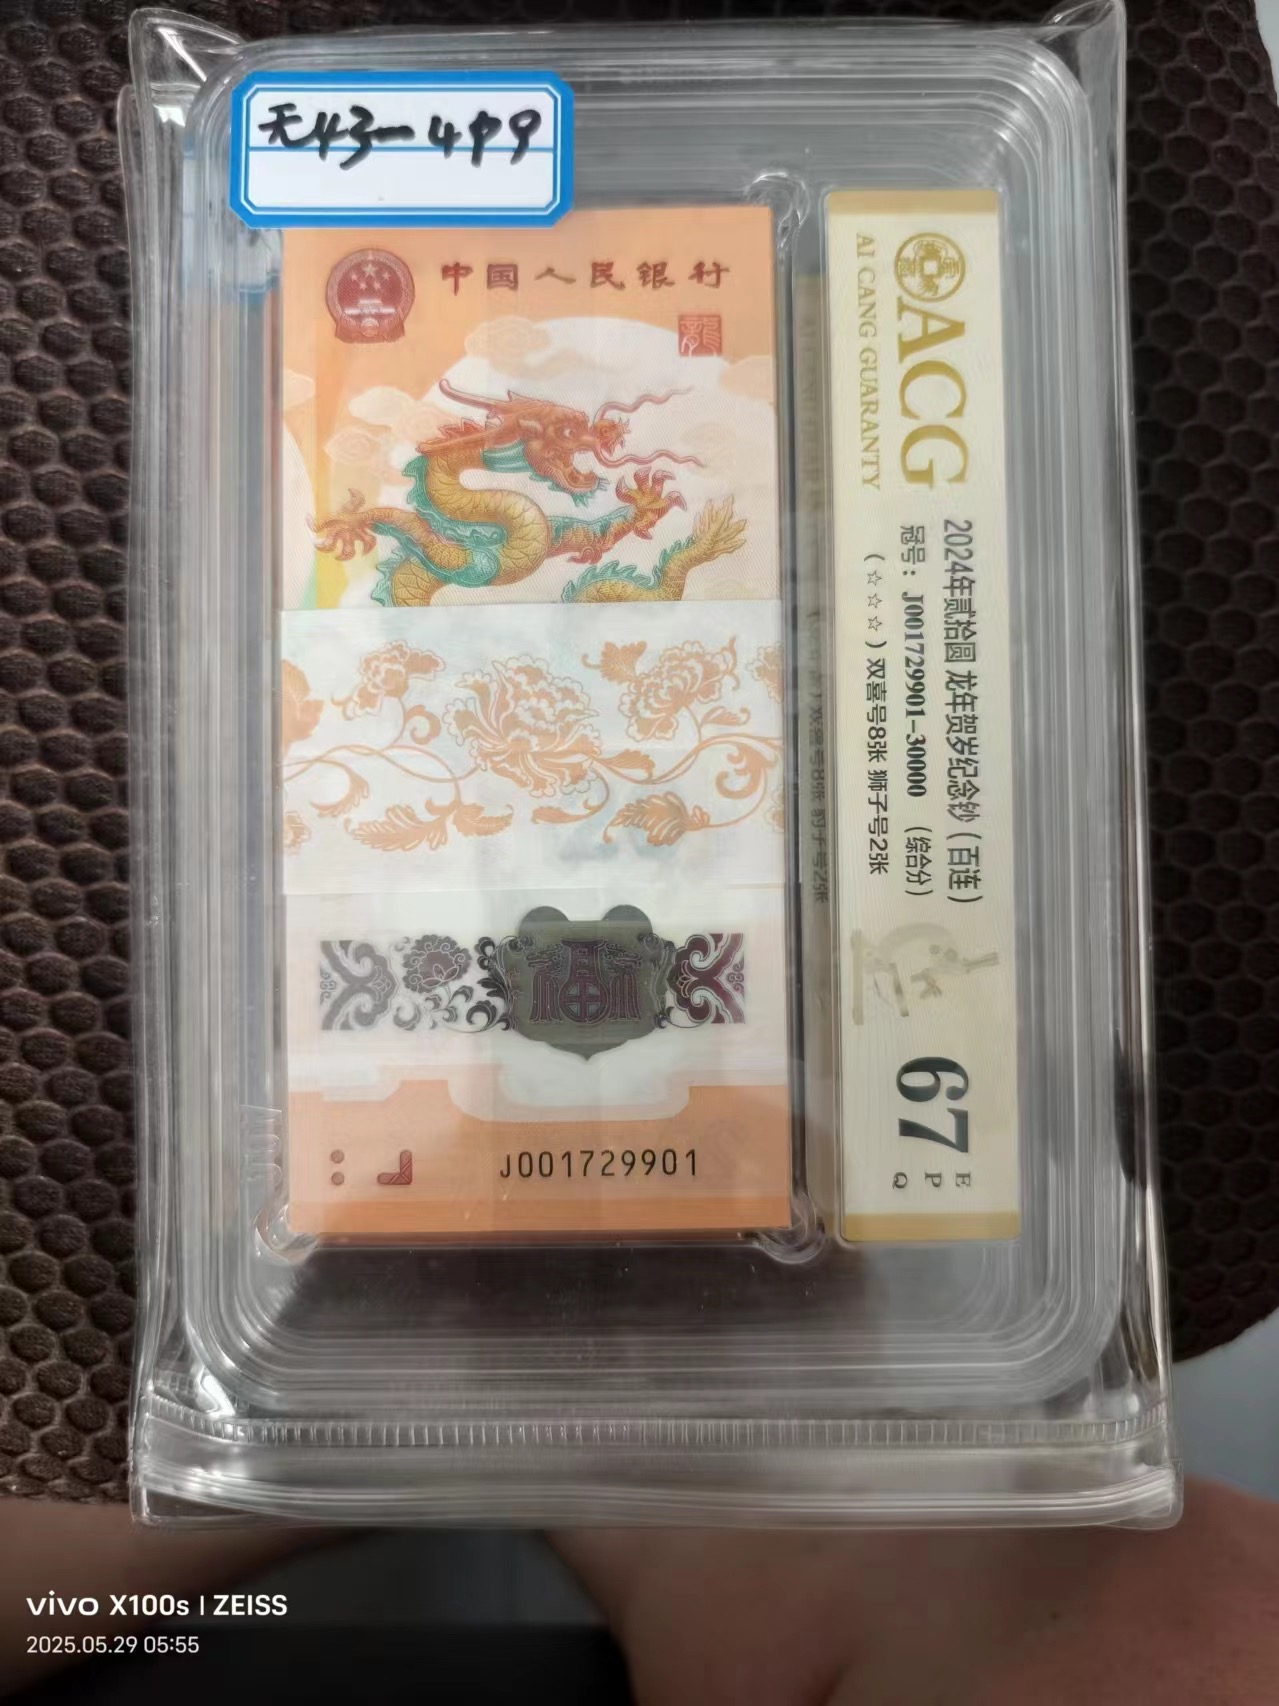 无43-499
中国人民银行
龍
福
J001729901
ACG
AI CANG GUARANTY
2024年贰拾圆 龙年贺岁纪念钞（百连）
冠号：J001729901-30000 （综合分）
（☆☆☆）双喜号8张 狮子号2张
67
E
P
Q
vivo X100s | ZEISS
2025.05.29 05:55